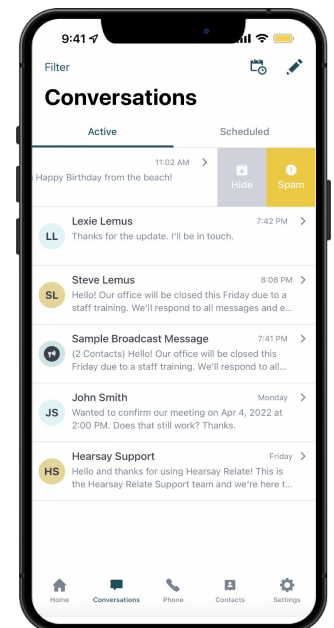 9:41
Filter
Conversations
Active Scheduled
11:02 AM
Happy Birthday from the beach!
Hide Spam
LL Lexie Lemus 7:42 PM
Thanks for the update. I'll be in touch.
SL Steve Lemus 8:08 PM
Hello! Our office will be closed this Friday due to a
staff training. We'll respond to all messages and e...
Sample Broadcast Message 7:41 PM
(2 Contacts) Hello! Our office will be closed this
Friday due to a staff training. We'll respond to all...
JS John Smith Monday
Wanted to confirm our meeting on Apr 4, 2022 at
2:00 PM. Does that still work? Thanks.
HS Hearsay Support Friday
Hello and thanks for using Hearsay Relate! This is
the Hearsay Relate Support team and we're here t...
Home Conversations Phone Contacts Settings